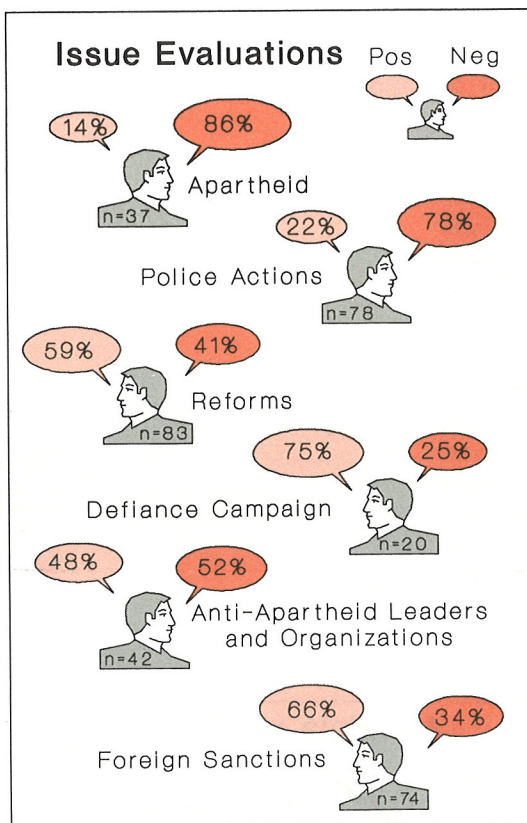 Issue Evaluations
Pos Neg
14% 86%
Apartheid
n=37
22% 78%
Police Actions
n=78
59% 41%
Reforms
n=83
75% 25%
Defiance Campaign
n=20
48% 52%
Anti-Apartheid Leaders
and Organizations
n=42
66% 34%
Foreign Sanctions
n=74